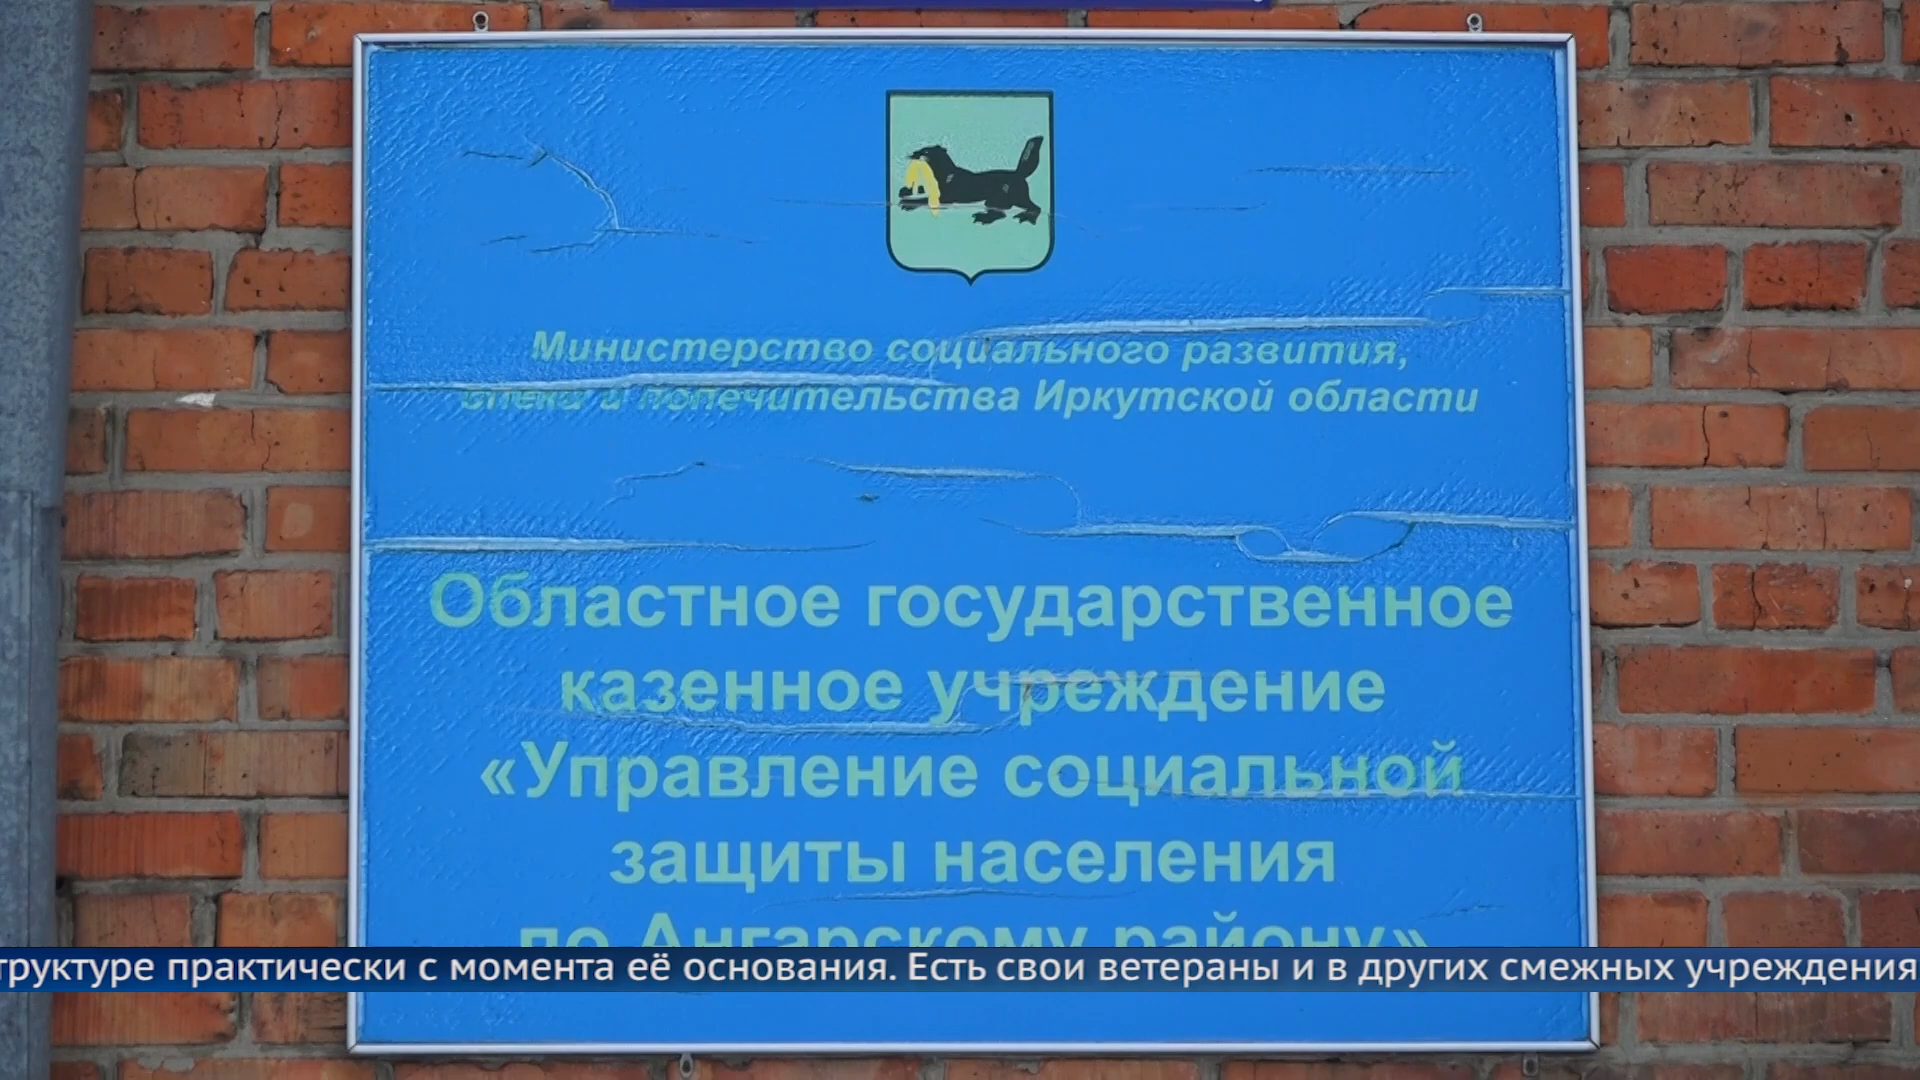 Министерство социального развития,
опеки и попечительства Иркутской области
Областное государственное
казенное учреждение
«Управление социальной
защиты населения
по Ангарскому району»
труктуре практически с момента её основания. Есть свои ветераны и в других смежных учреждения